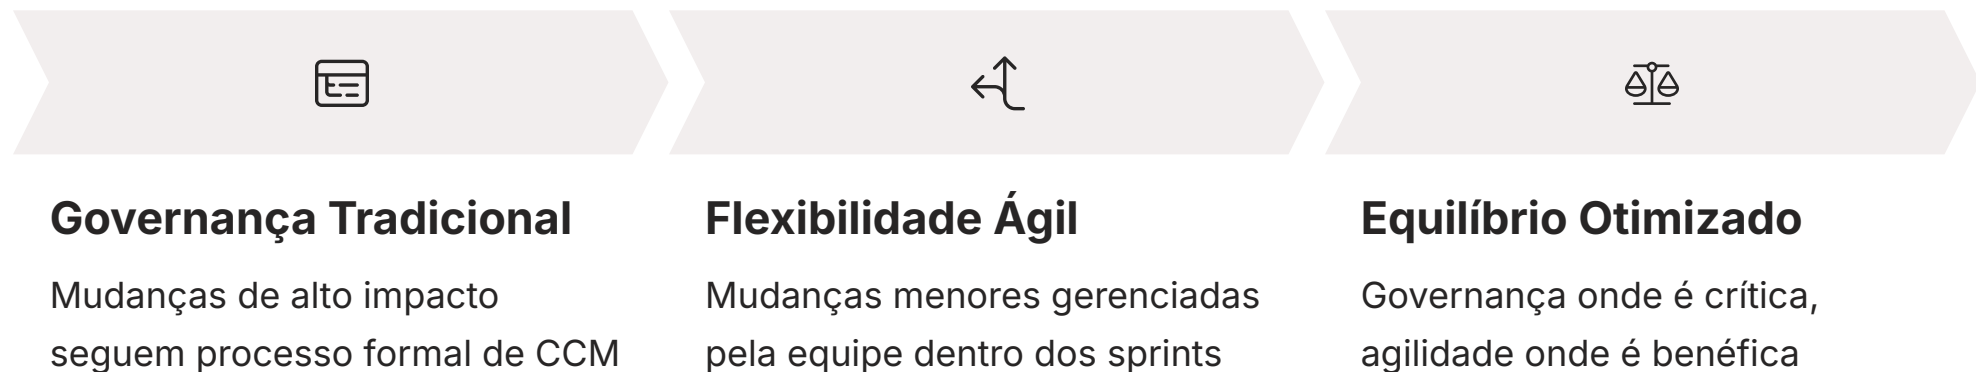 Governança Tradicional
Mudanças de alto impacto
seguem processo formal de CCM
Flexibilidade Ágil
Mudanças menores gerenciadas
pela equipe dentro dos sprints
Equilíbrio Otimizado
Governança onde é crítica,
agilidade onde é benéfica